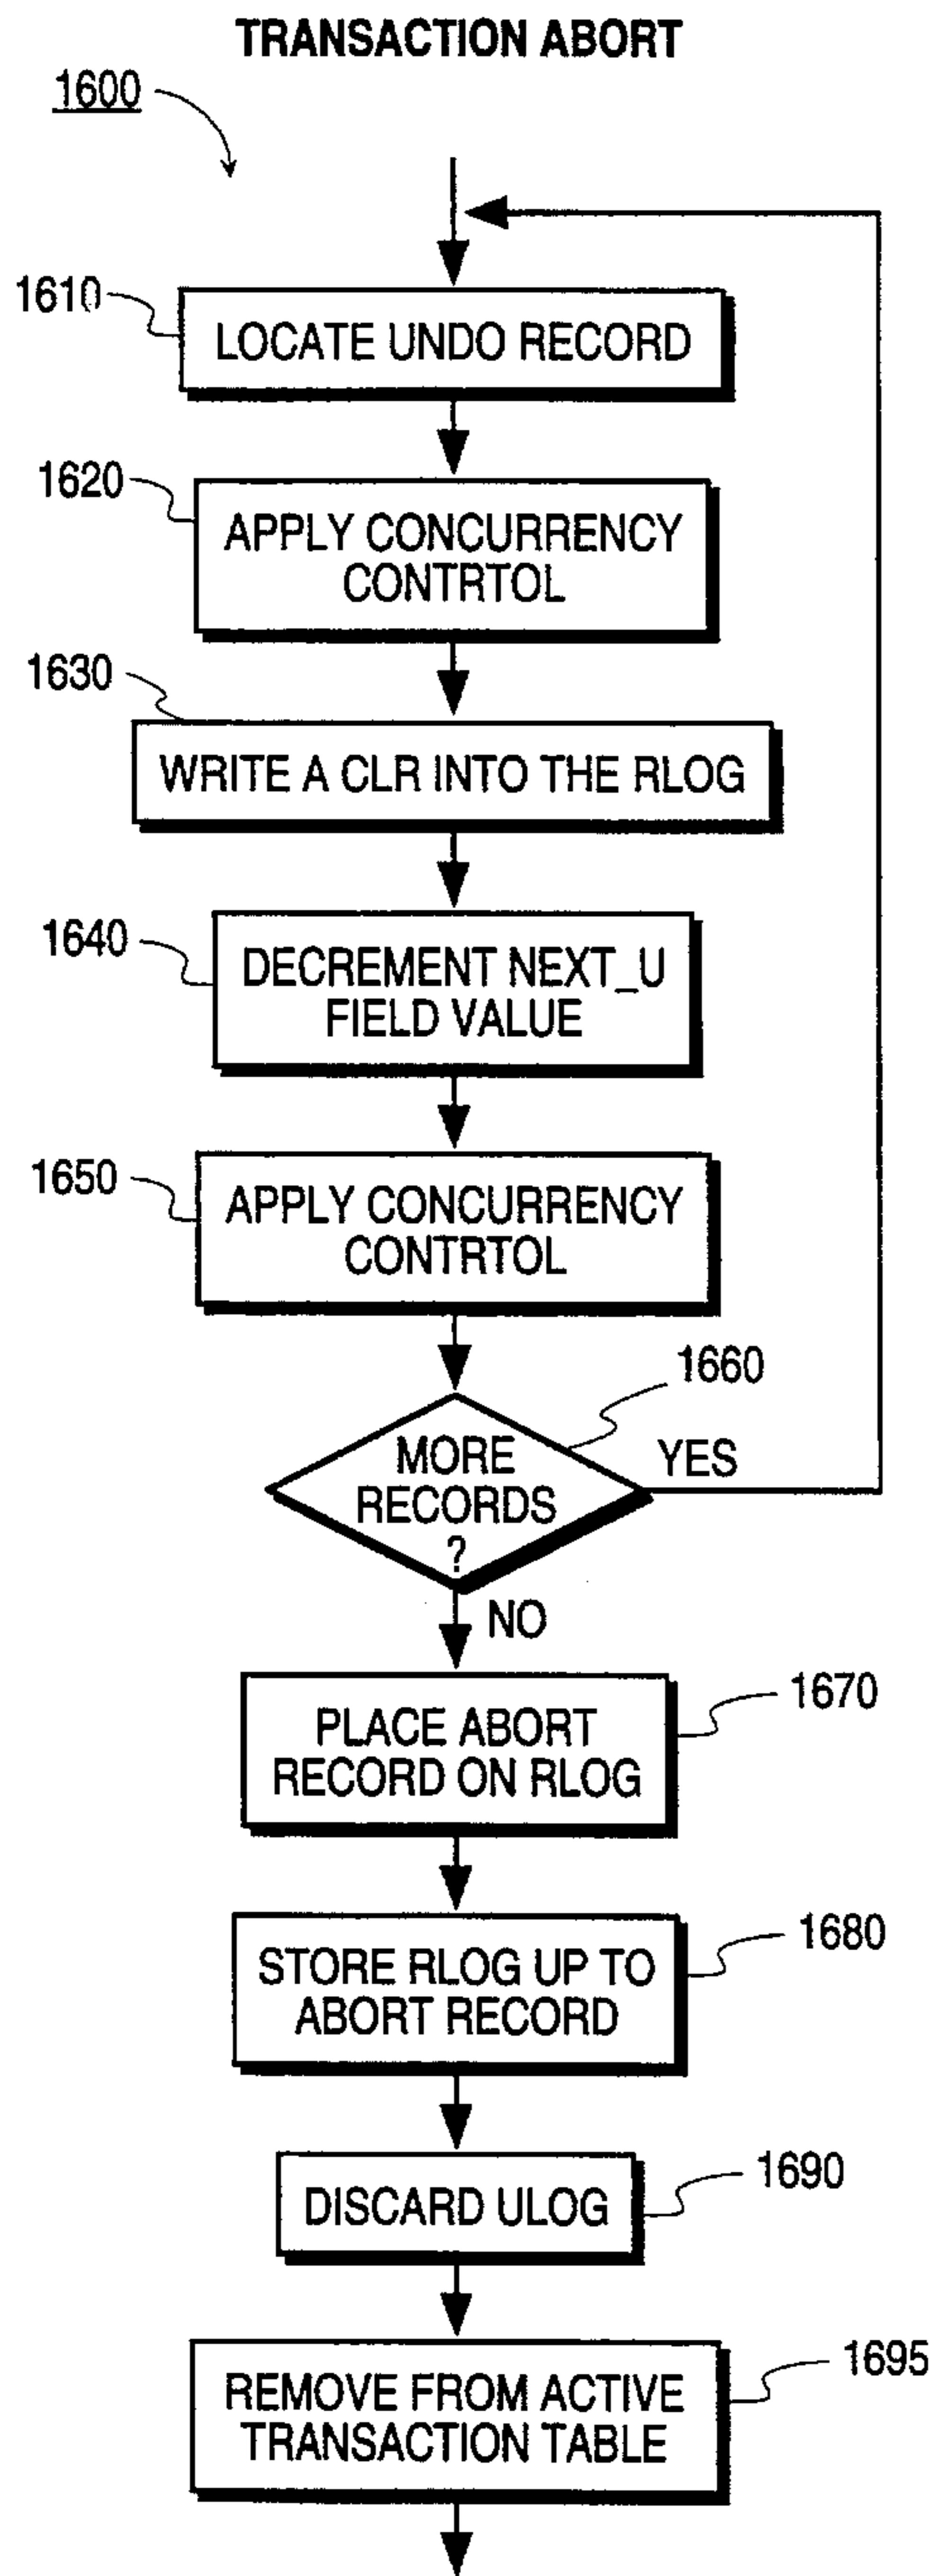 TRANSACTION ABORT
1600
1610
LOCATE UNDO RECORD
1620
APPLY CONCURRENCY
CONTRTOL
1630
WRITE A CLR INTO THE RLOG
1640
DECREMENT NEXT_U
FIELD VALUE
1650
APPLY CONCURRENCY
CONTRTOL
1660
MORE
RECORDS
?
YES
NO
1670
PLACE ABORT
RECORD ON RLOG
1680
STORE RLOG UP TO
ABORT RECORD
1690
DISCARD ULOG
1695
REMOVE FROM ACTIVE
TRANSACTION TABLE